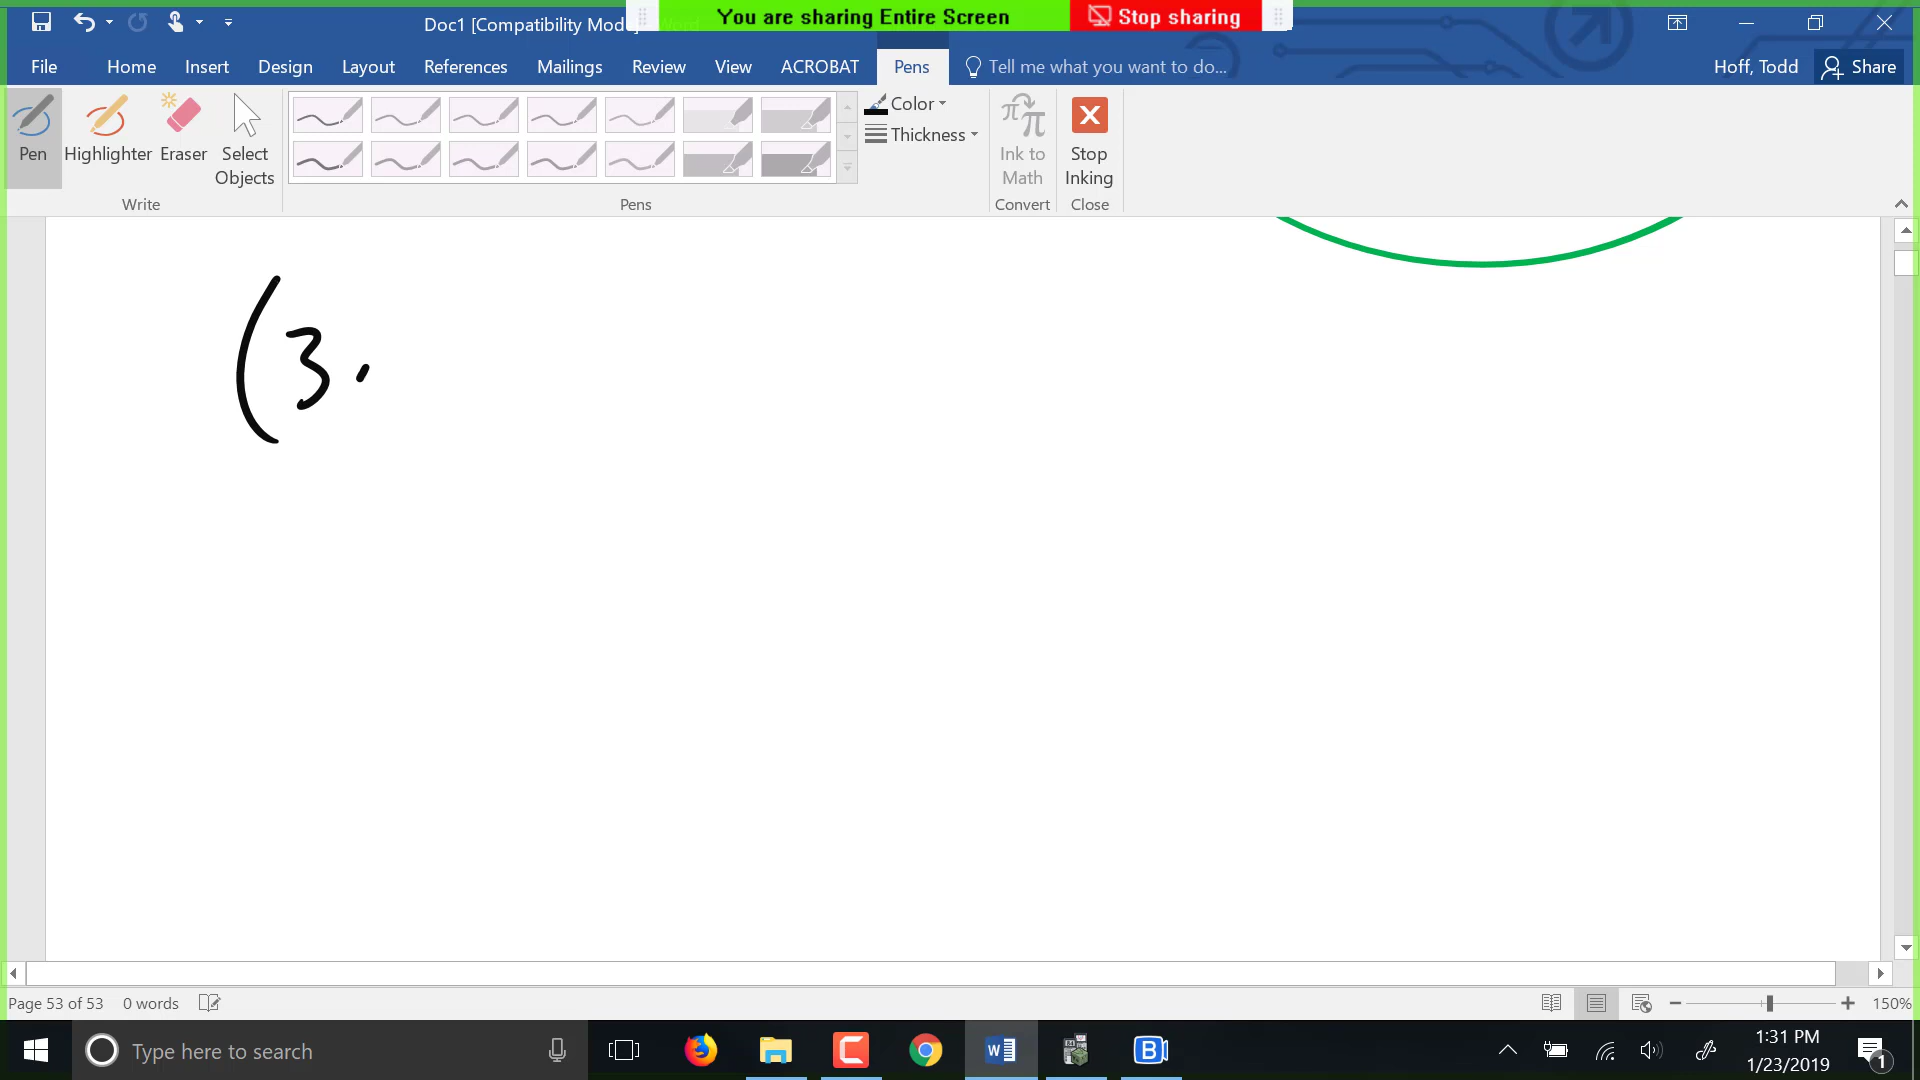 Doc1 [Compatibility Mod
You are sharing Entire Screen
Stop sharing
File Home Insert Design Layout References Mailings Review View ACROBAT Pens Tell me what you want to do... Hoff, Todd Share
Pen Highlighter Eraser Select Objects
Color
Thickness
Ink to Math
Stop Inking
Write Pens Convert Close
(3 .
Page 53 of 53 0 words 150%
Type here to search
1:31 PM
1/23/2019
1